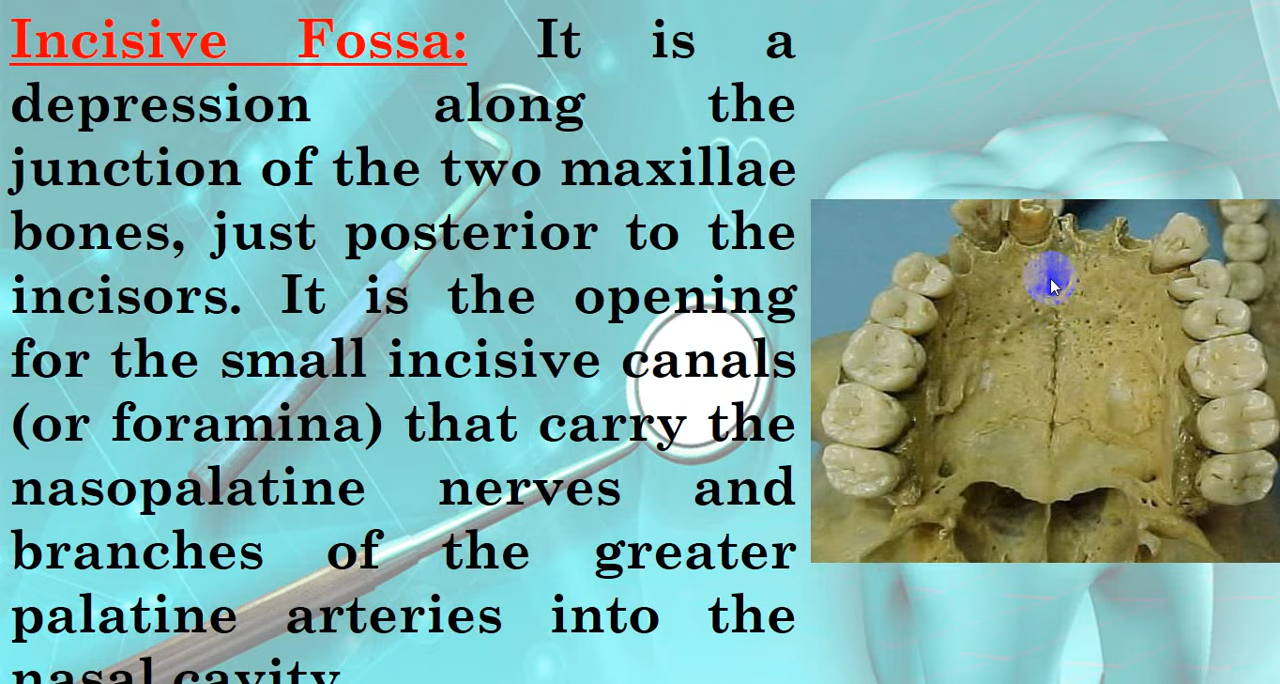 Incisive Fossa: It is a
depression along the
junction of the two maxillae
bones, just posterior to the
incisors. It is the opening
for the small incisive canals
(or foramina) that carry the
nasopalatine nerves and
branches of the greater
palatine arteries into the
nasal cavity.